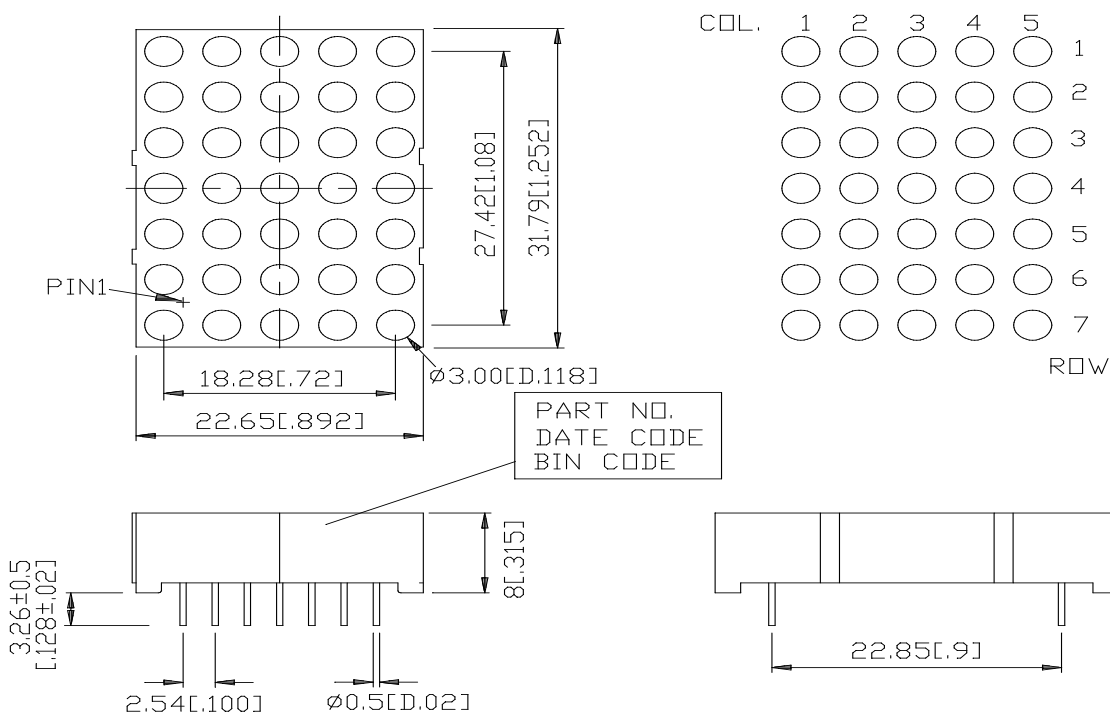 COL. 1 2 3 4 5
1
2
3
4
5
6
7
ROW
27.42[1.08]
31.79[1.252]
PIN1
Ø3.00[D.118]
18.28[.72]
22.65[.892]
PART NO.
DATE CODE
BIN CODE
8[.315]
3.26±0.5
[.128±.02]
2.54[.100]
Ø0.5[D.02]
22.85[.9]